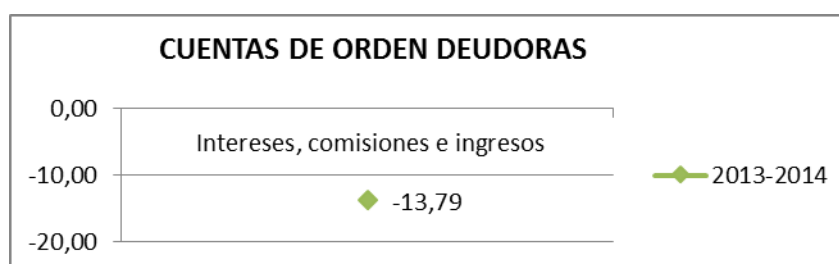 CUENTAS DE ORDEN DEUDORAS
0,00
Intereses, comisiones e ingresos
-10,00
2013-2014
-13,79
-20,00